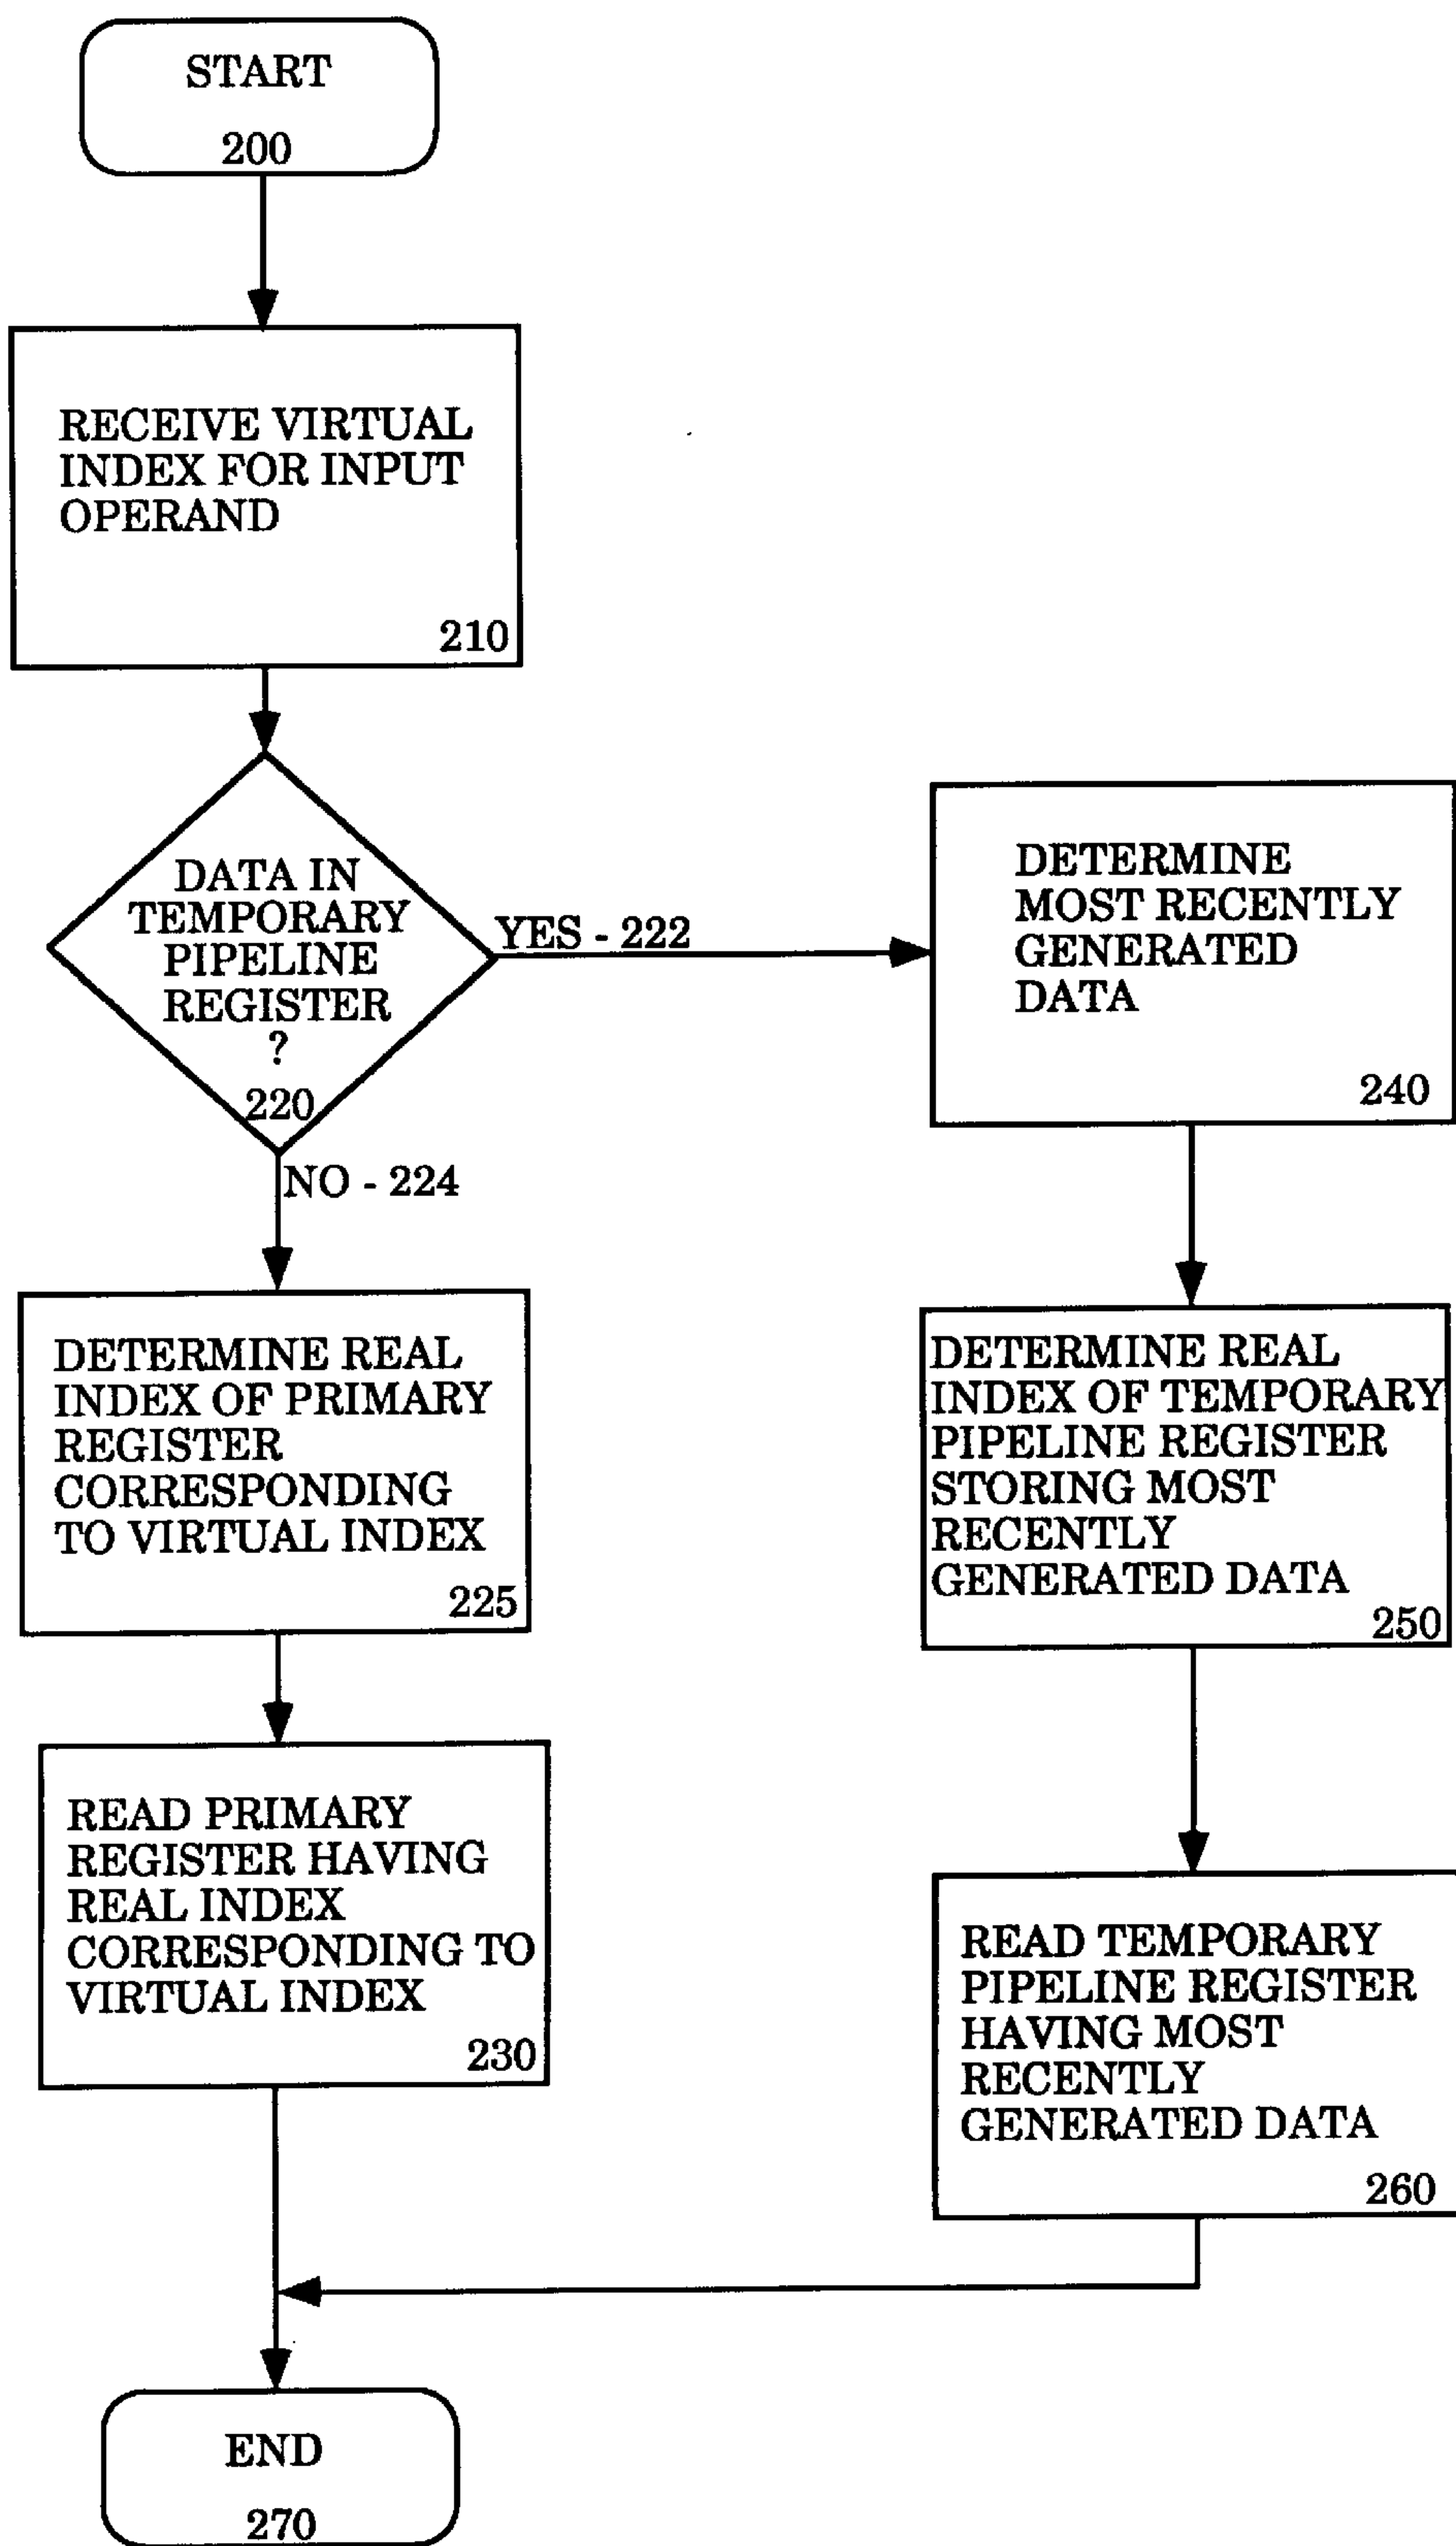 START
200
RECEIVE VIRTUAL
INDEX FOR INPUT
OPERAND
210
DATA IN
TEMPORARY
PIPELINE
REGISTER
?
220
YES - 222
NO - 224
DETERMINE REAL
INDEX OF PRIMARY
REGISTER
CORRESPONDING
TO VIRTUAL INDEX
225
READ PRIMARY
REGISTER HAVING
REAL INDEX
CORRESPONDING TO
VIRTUAL INDEX
230
DETERMINE
MOST RECENTLY
GENERATED
DATA
240
DETERMINE REAL
INDEX OF TEMPORARY
PIPELINE REGISTER
STORING MOST
RECENTLY
GENERATED DATA
250
READ TEMPORARY
PIPELINE REGISTER
HAVING MOST
RECENTLY
GENERATED DATA
260
END
270